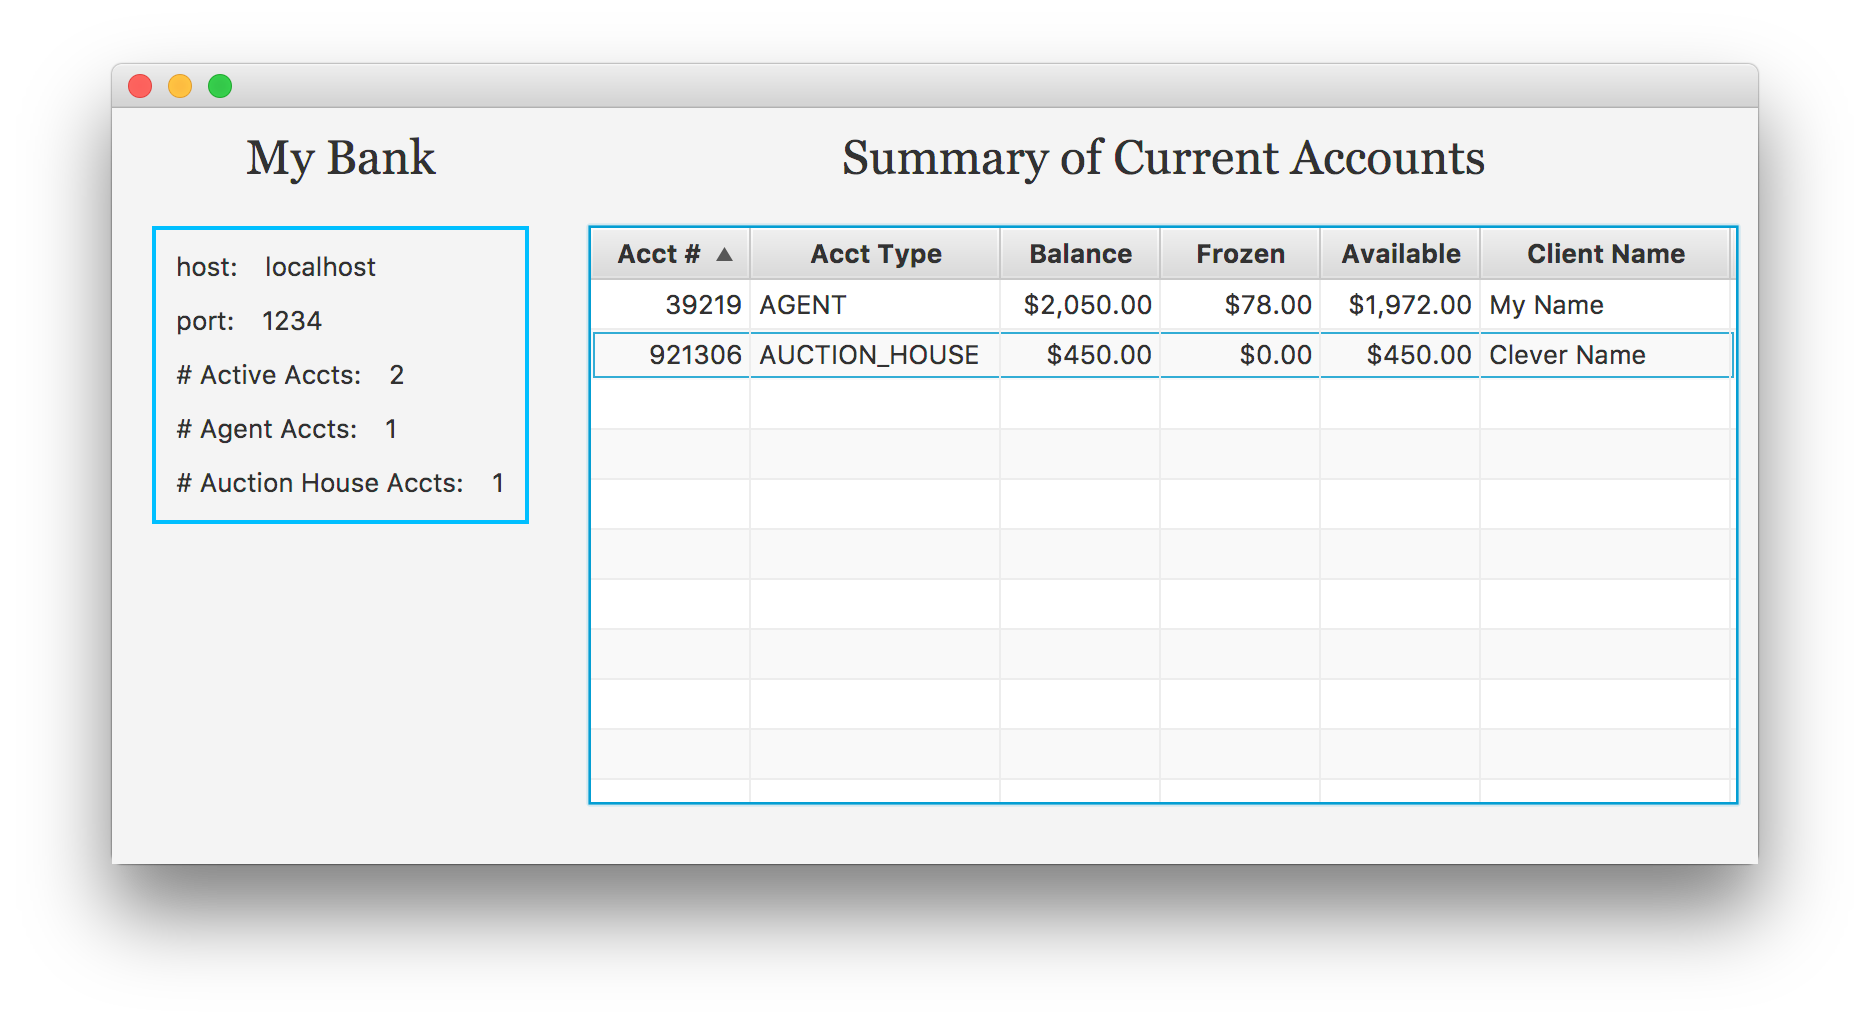 My Bank
host: localhost
port: 1234
# Active Accts: 2
# Agent Accts: 1
# Auction House Accts: 1
Summary of Current Accounts
Acct # ▲ Acct Type Balance Frozen Available Client Name
39219 AGENT $2,050.00 $78.00 $1,972.00 My Name
921306 AUCTION_HOUSE $450.00 $0.00 $450.00 Clever Name